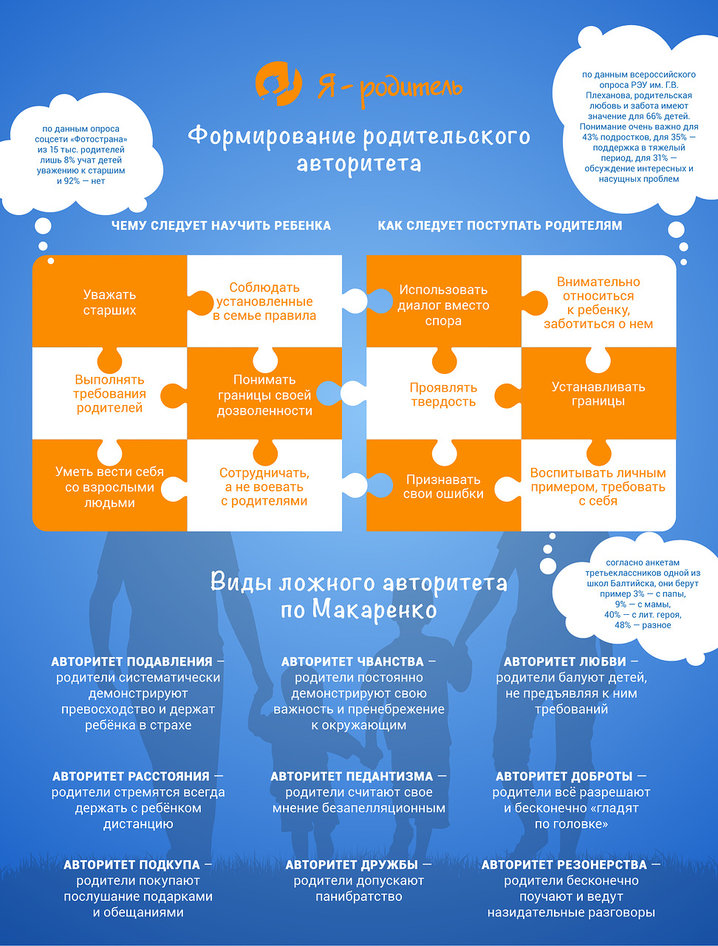 Я - родитель
Формирование родительского
авторитета
по данным опроса
соцсети «Фотострана»
из 15 тыс. родителей
лишь 8% учат детей
уважению к старшим
и 92% — нет
по данным всероссийского
опроса РЭУ им. Г.В.
Плеханова, родительская
любовь и забота имеют
значение для 66% детей.
Понимание очень важно для
43% подростков, для 35% —
поддержка в тяжелый
период, для 31% —
обсуждение интересных и
насущных проблем
ЧЕМУ СЛЕДУЕТ НАУЧИТЬ РЕБЕНКА
Уважать
старших
Соблюдать
установленные
в семье правила
Выполнять
требования
родителей
Понимать
границы своей
дозволенности
Уметь вести себя
со взрослыми
людьми
Сотрудничать,
а не воевать
с родителями
КАК СЛЕДУЕТ ПОСТУПАТЬ РОДИТЕЛЯМ
Использовать
диалог вместо
спора
Внимательно
относиться
к ребенку,
заботиться о нем
Проявлять
твердость
Устанавливать
границы
Признавать
свои ошибки
Воспитывать личным
примером, требовать
с себя
согласно анкетам
третьеклассников одной из
школ Балтийска, они берут
пример 3% — с папы,
9% — с мамы,
40% — с лит. героя,
48% — разное
Виды ложного авторитета
по Макаренко
АВТОРИТЕТ ПОДАВЛЕНИЯ —
родители систематически
демонстрируют
превосходство и держат
ребёнка в страхе
АВТОРИТЕТ ЧВАНСТВА —
родители постоянно
демонстрируют свою
важность и пренебрежение
к окружающим
АВТОРИТЕТ ЛЮБВИ —
родители балуют детей,
не предъявляя к ним
требований
АВТОРИТЕТ РАССТОЯНИЯ —
родители стремятся всегда
держать с ребёнком
дистанцию
АВТОРИТЕТ ПЕДАНТИЗМА —
родители считают свое
мнение безапелляционным
АВТОРИТЕТ ДОБРОТЫ —
родители всё разрешают
и бесконечно «гладят
по головке»
АВТОРИТЕТ ПОДКУПА —
родители покупают
послушание подарками
и обещаниями
АВТОРИТЕТ ДРУЖБЫ —
родители допускают
панибратство
АВТОРИТЕТ РЕЗОНЕРСТВА —
родители бесконечно
поучают и ведут
назидательные разговоры